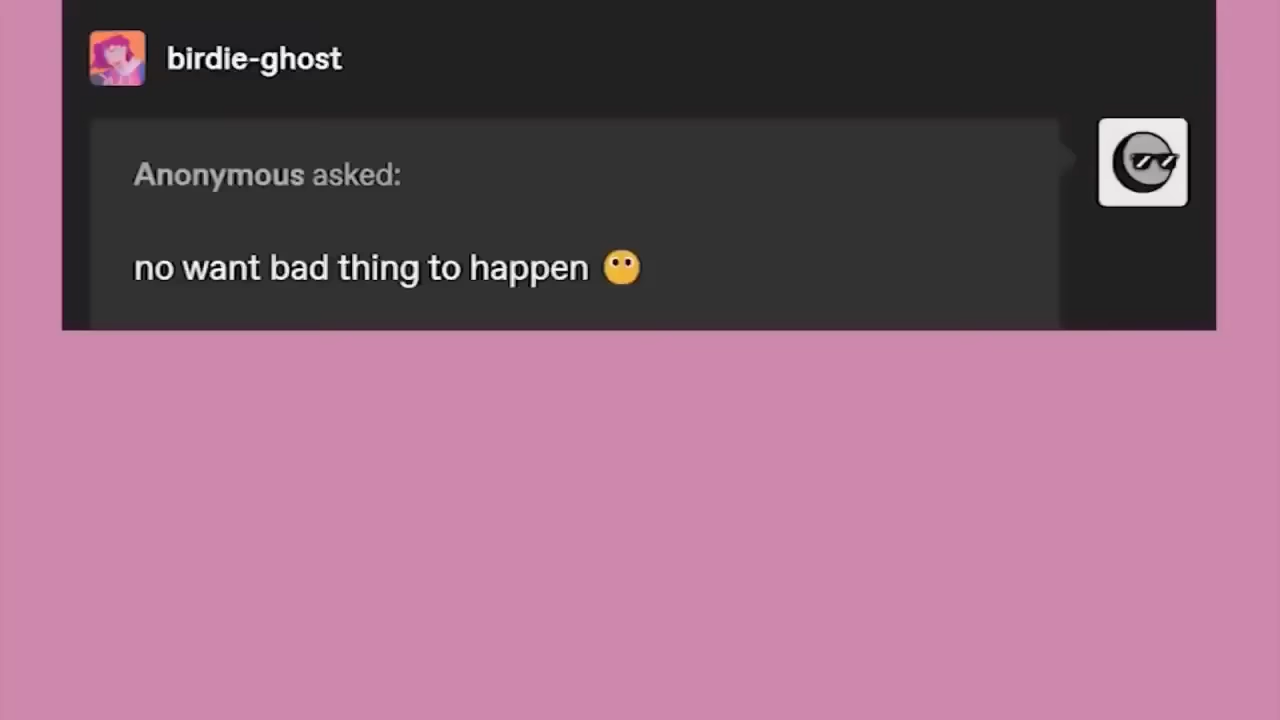 birdie-ghost
Anonymous asked:
no want bad thing to happen 😶